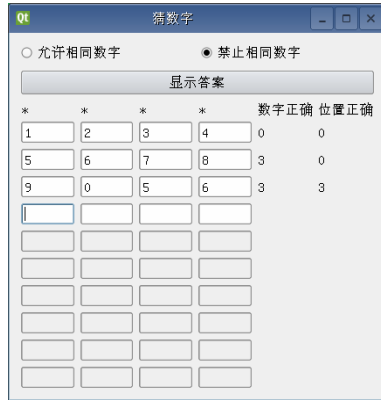 Qt 猜数字
允许相同数字 禁止相同数字
显示答案
* * * * 数字正确 位置正确
1 2 3 4 0 0
5 6 7 8 3 0
9 0 5 6 3 3